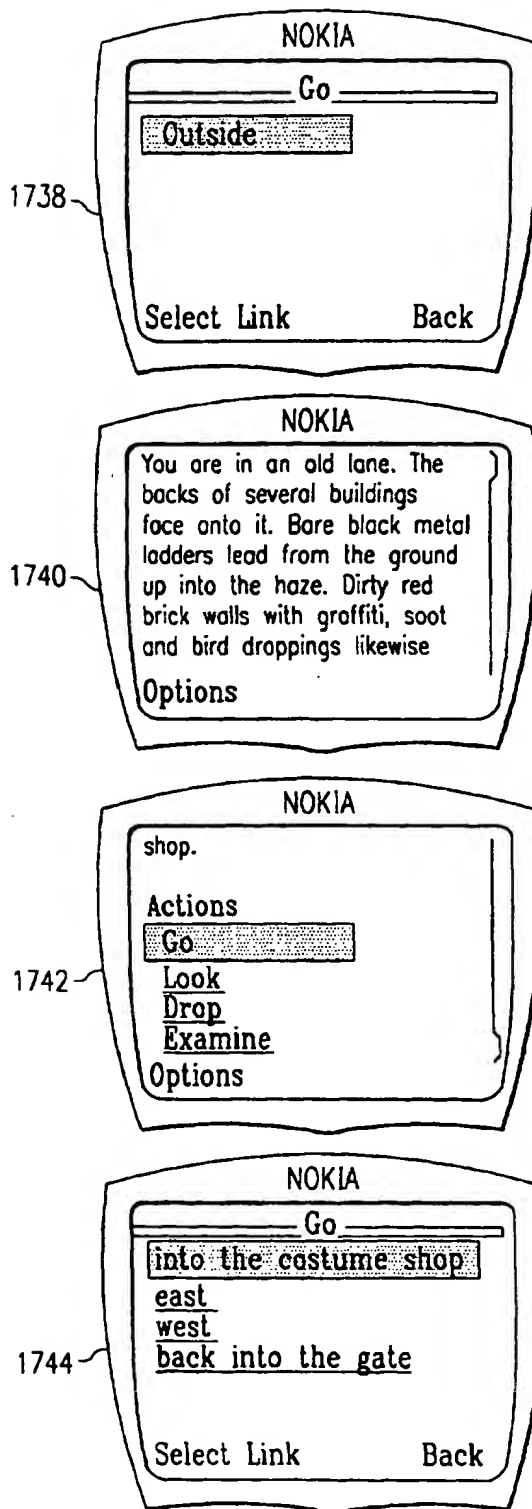 NOKIA
Go
Outside
1738
Select Link Back
NOKIA
You are in an old lane. The
backs of several buildings
face onto it. Bare black metal
ladders lead from the ground
up into the haze. Dirty red
brick walls with graffiti, soot
and bird droppings likewise
1740
Options
NOKIA
shop.
Actions
Go
1742
Look
Drop
Examine
Options
NOKIA
Go
into the costume shop
east
west
1744
back into the gate
Select Link Back